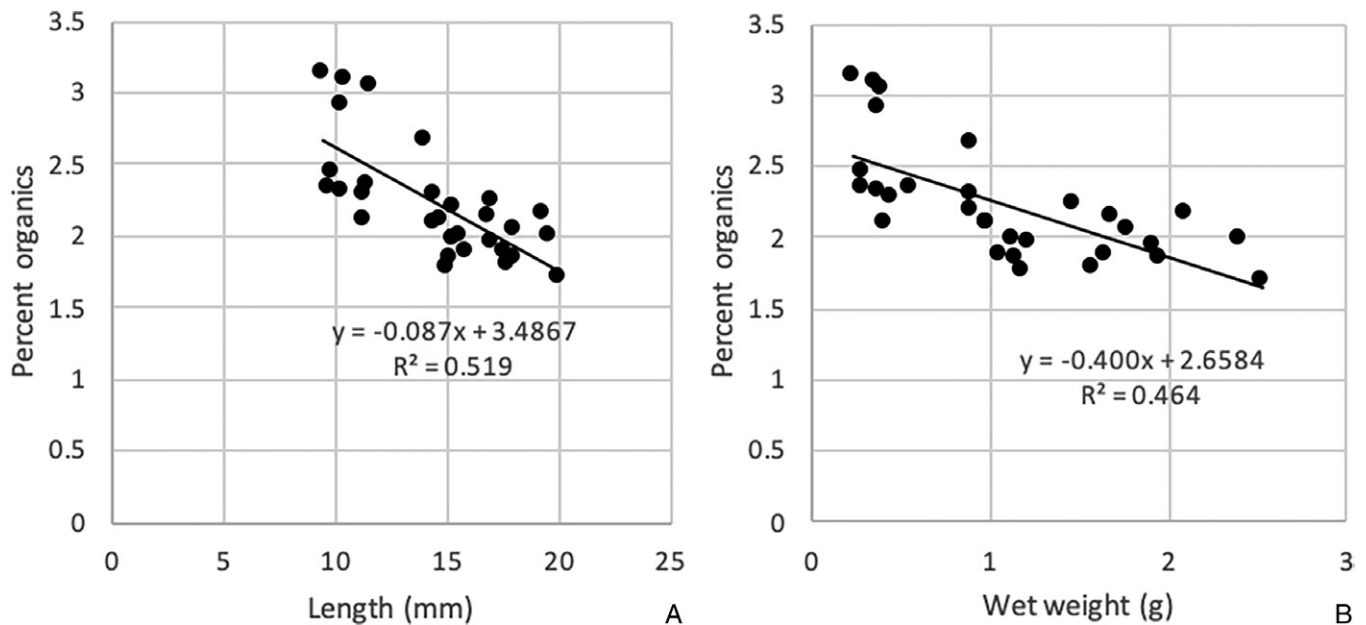 3.5
3
2.5
2
1.5
1
0.5
0
Percent organics
0 5 10 15 20 25
Length (mm)
y = -0.087x + 3.4867
R² = 0.519
A
3.5
3
2.5
2
1.5
1
0.5
0
Percent organics
0 1 2 3
Wet weight (g)
y = -0.400x + 2.6584
R² = 0.464
B